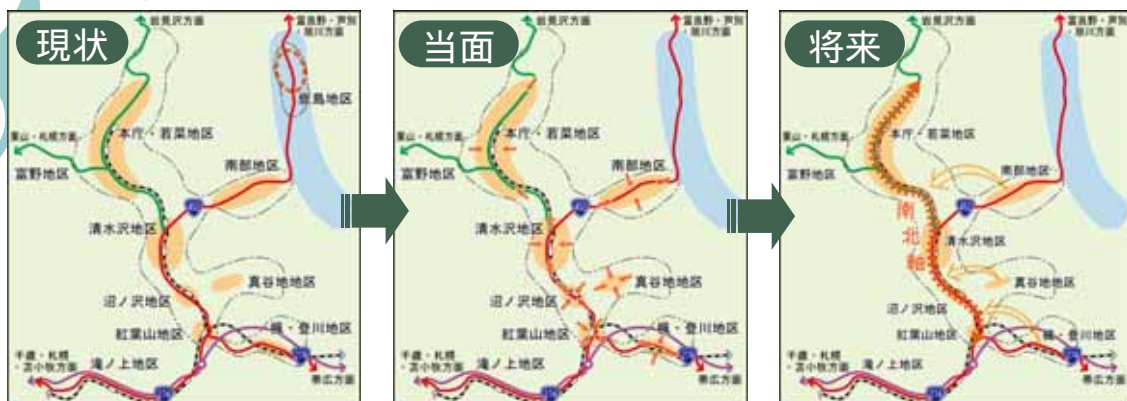 現状
岩見沢方面
富良野・芦別
・旭川方面
鹿島地区
本庁・若菜地区
栗山・札幌方面
富野地区
南部地区
清水沢地区
真谷地地区
沼ノ沢地区
紅葉山地区
楓・登川地区
千歳・札幌
・苫小牧方面
滝ノ上地区
帯広方面
当面
岩見沢方面
富良野・芦別
・旭川方面
本庁・若菜地区
栗山・札幌方面
富野地区
南部地区
清水沢地区
真谷地地区
沼ノ沢地区
紅葉山地区
楓・登川地区
千歳・札幌
・苫小牧方面
滝ノ上地区
帯広方面
将来
岩見沢方面
富良野・芦別
・旭川方面
本庁・若菜地区
栗山・札幌方面
富野地区
南部地区
南北軸
清水沢地区
真谷地地区
沼ノ沢地区
紅葉山地区
楓・登川地区
千歳・札幌
・苫小牧方面
滝ノ上地区
帯広方面